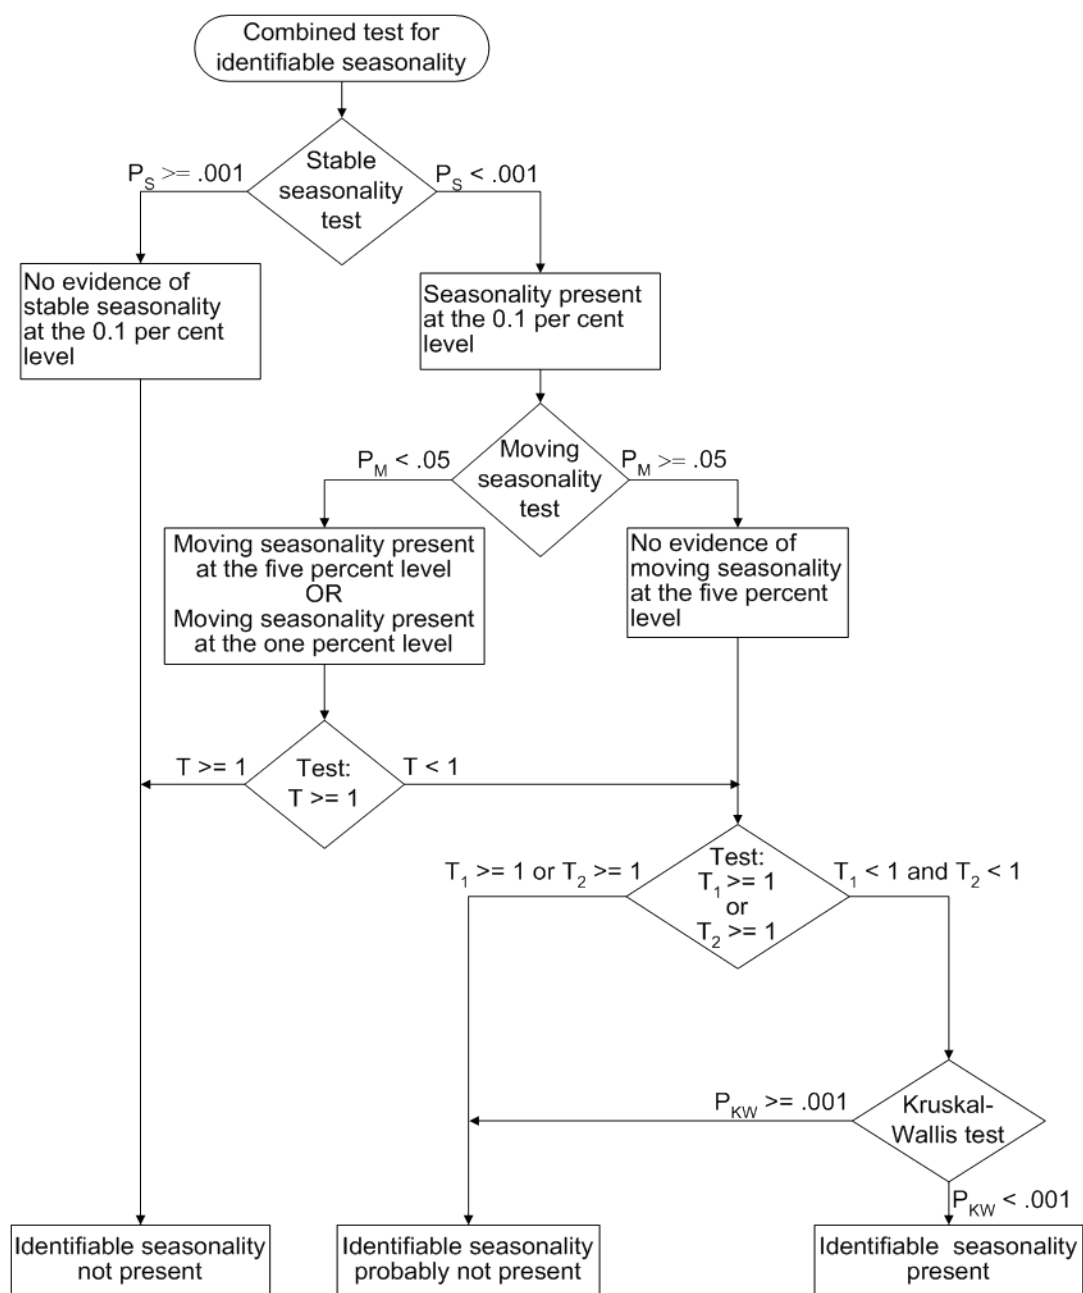 Combined test for
identifiable seasonality
Stable
seasonality
test
P_S >= .001
P_S < .001
No evidence of
stable seasonality
at the 0.1 per cent
level
Seasonality present
at the 0.1 per cent
level
Moving
seasonality
test
P_M < .05
P_M >= .05
Moving seasonality present
at the five percent level
OR
Moving seasonality present
at the one percent level
No evidence of
moving seasonality
at the five percent
level
T >= 1
Test:
T >= 1
T < 1
T_1 >= 1 or T_2 >= 1
Test:
T_1 >= 1
or
T_2 >= 1
T_1 < 1 and T_2 < 1
P_KW >= .001
Kruskal-
Wallis test
P_KW < .001
Identifiable seasonality
not present
Identifiable seasonality
probably not present
Identifiable seasonality
present